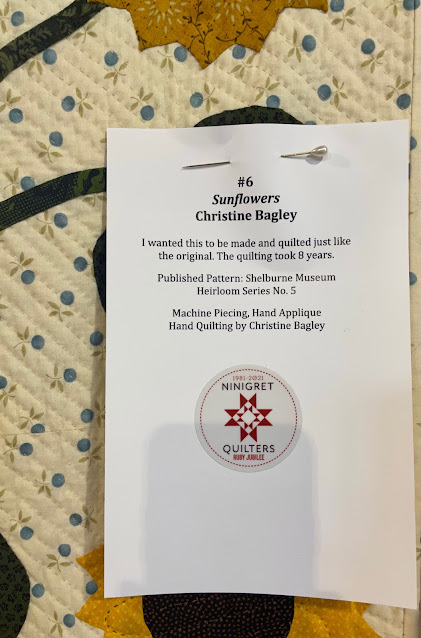 #6
Sunflowers
Christine Bagley
I wanted this to be made and quilted just like
the original. The quilting took 8 years.
Published Pattern: Shelburne Museum
Heirloom Series No. 5
Machine Piecing, Hand Applique
Hand Quilting by Christine Bagley
1981-2021
NINIGRET
QUILTERS
RUBY JUBILEE